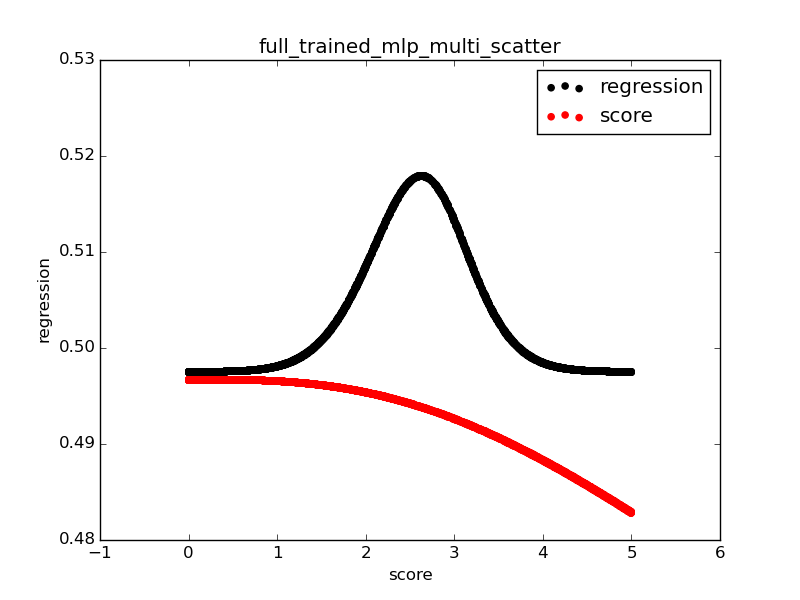 full_trained_mlp_multi_scatter
0.53
0.52
0.51
0.50
0.49
0.48
regression
regression
score
−1
0
1
2
3
4
5
6
score